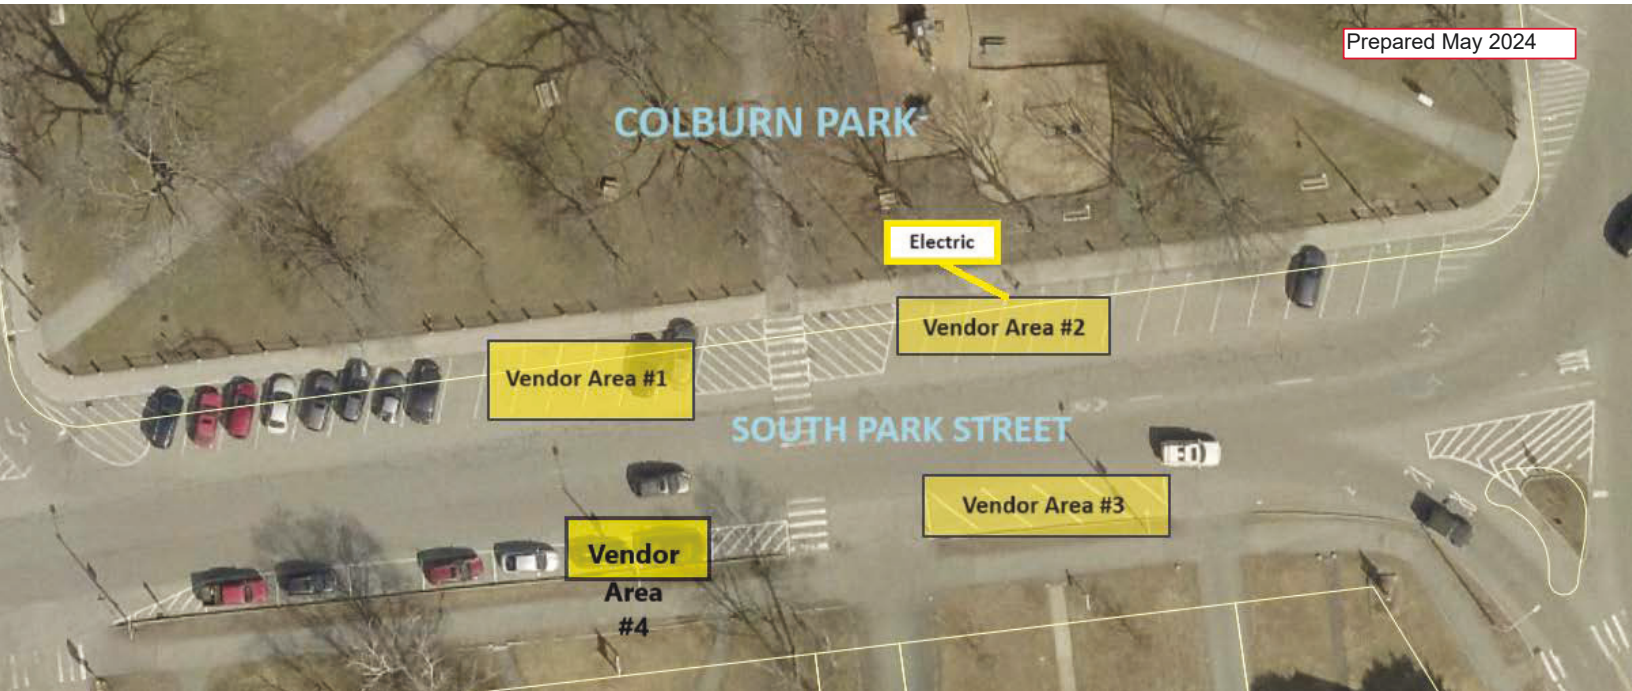 Prepared May 2024
COLBURN PARK
Electric
Vendor Area #2
Vendor Area #1
SOUTH PARK STREET
Vendor Area #3
Vendor
Area
#4